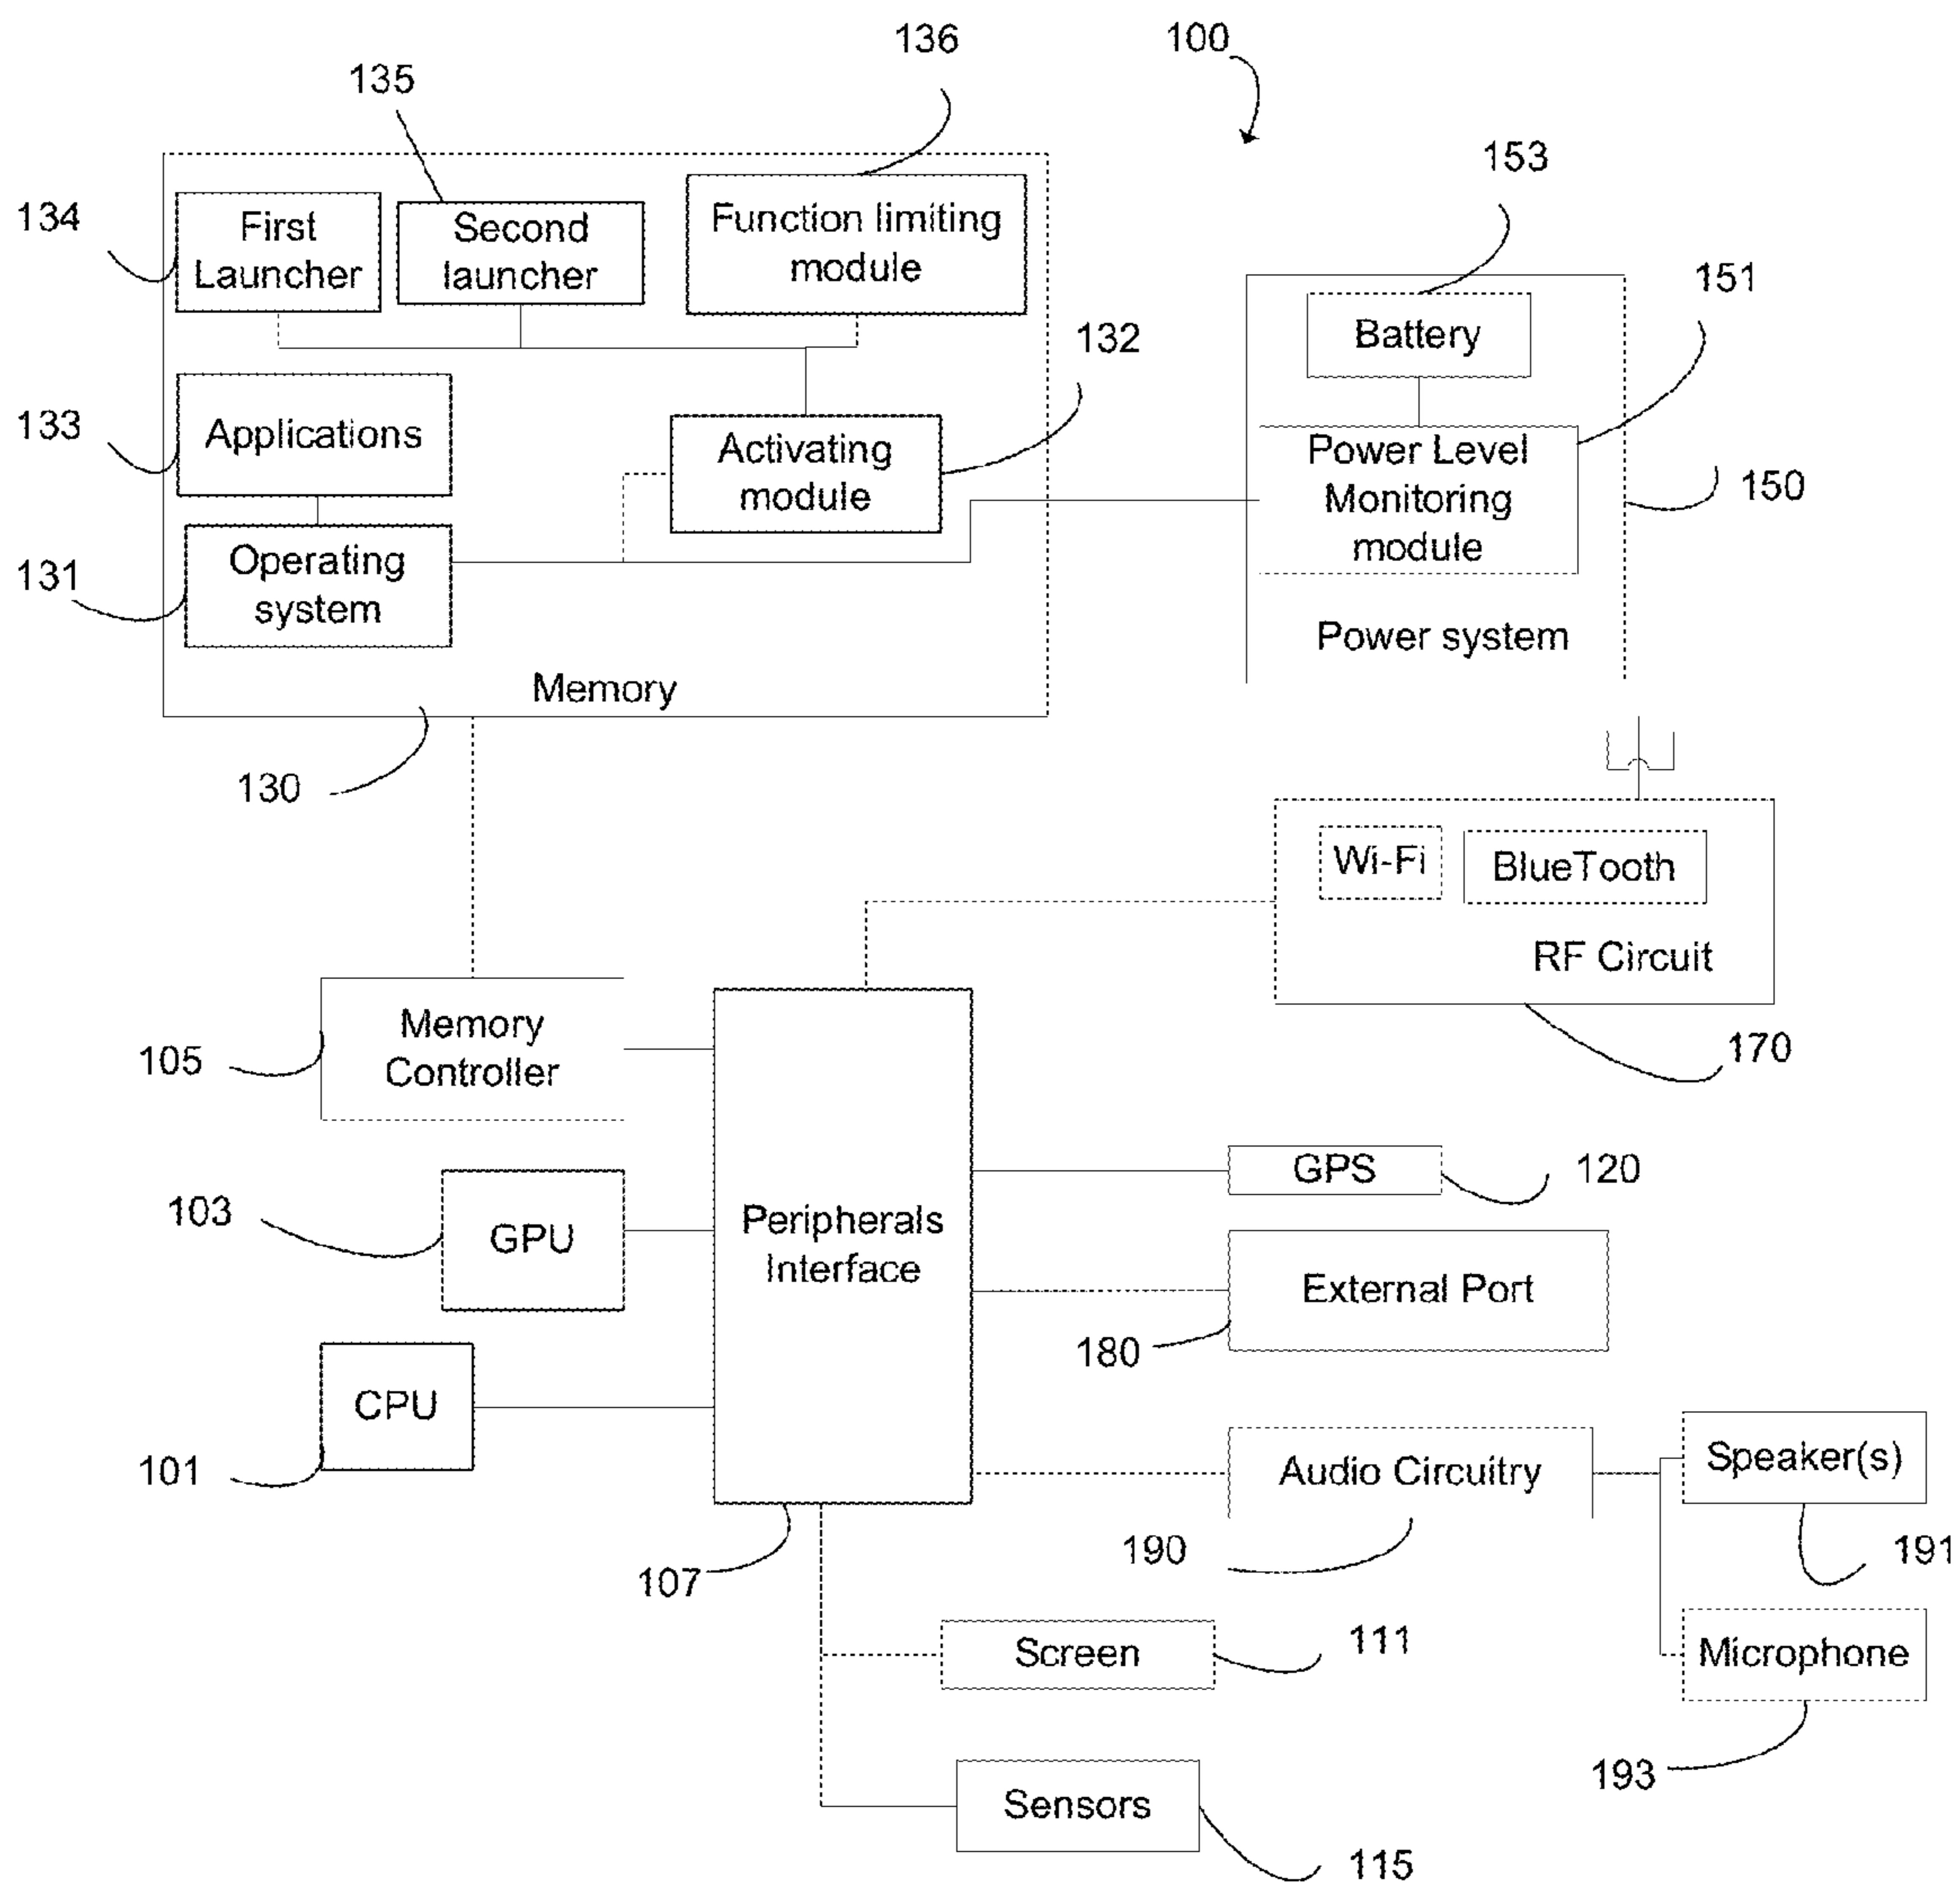 136
100
135
153
134
First
Launcher
Second
launcher
Function limiting
module
151
132
Battery
133
Applications
Activating
module
Power Level
Monitoring
module
150
131
Operating
system
Power system
Memory
130
Wi-Fi
BlueTooth
RF Circuit
170
105
Memory
Controller
GPS
120
103
GPU
Peripherals
Interface
External Port
180
CPU
101
Audio Circuitry
Speaker(s)
190
191
107
Screen
111
Microphone
193
Sensors
115